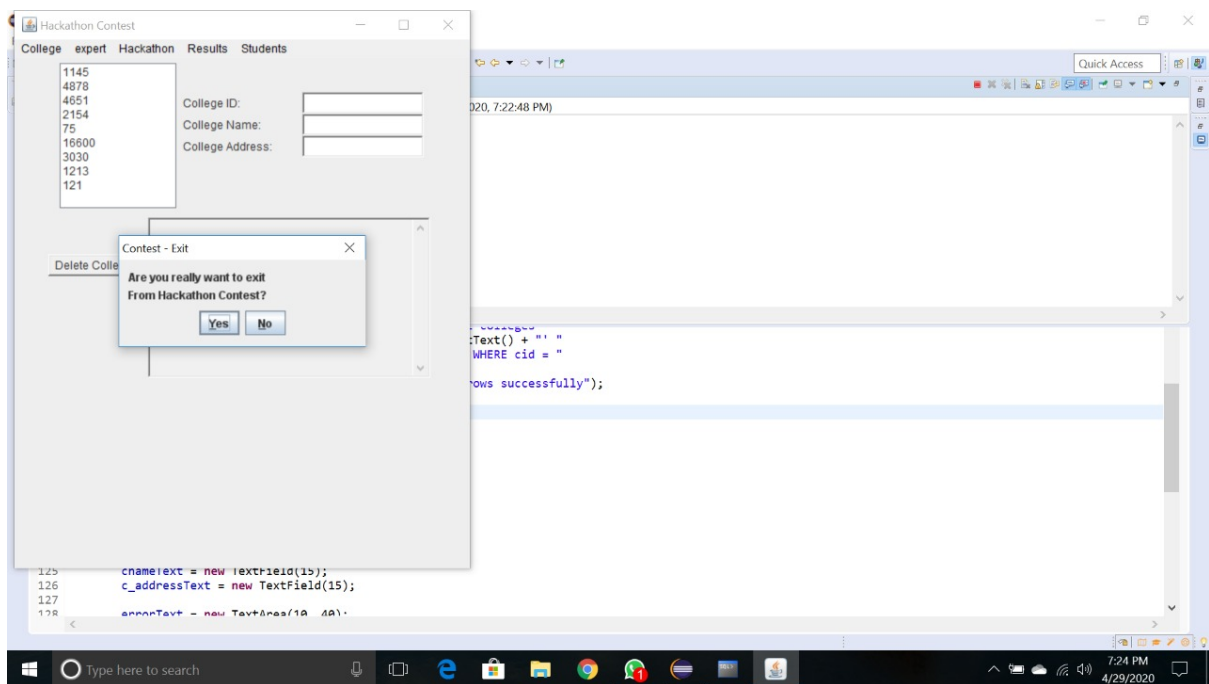 Hackathon Contest
College expert Hackathon Results Students
1145
4878
4651
2154
75
16600
3030
1213
121
College ID:
College Name:
College Address:
Delete Colle
Contest - Exit
Are you really want to exit
From Hackathon Contest?
Yes No
Quick Access
020, 7:22:48 PM)
colleges
tText() + "' "
WHERE cid = "
rows successfully");
125 cnameText = new TextField(15);
126 c_addressText = new TextField(15);
127
128 errorText = new TextArea(10, 40);
Type here to search
7:24 PM
4/29/2020